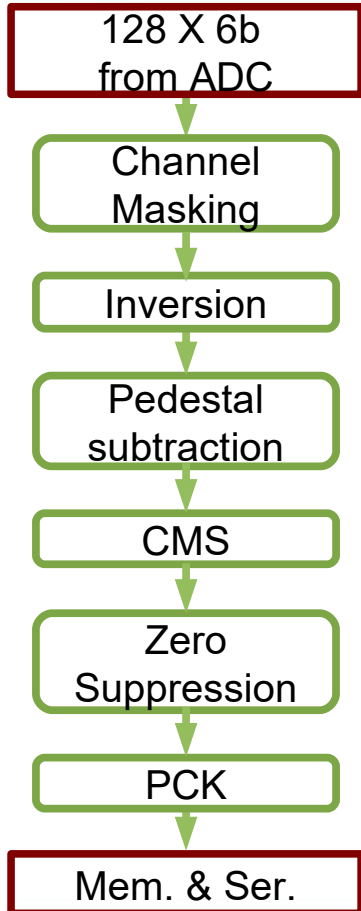 128 X 6b
from ADC
Channel
Masking
Inversion
Pedestal
subtraction
CMS
Zero
Suppression
PCK
Mem. & Ser.